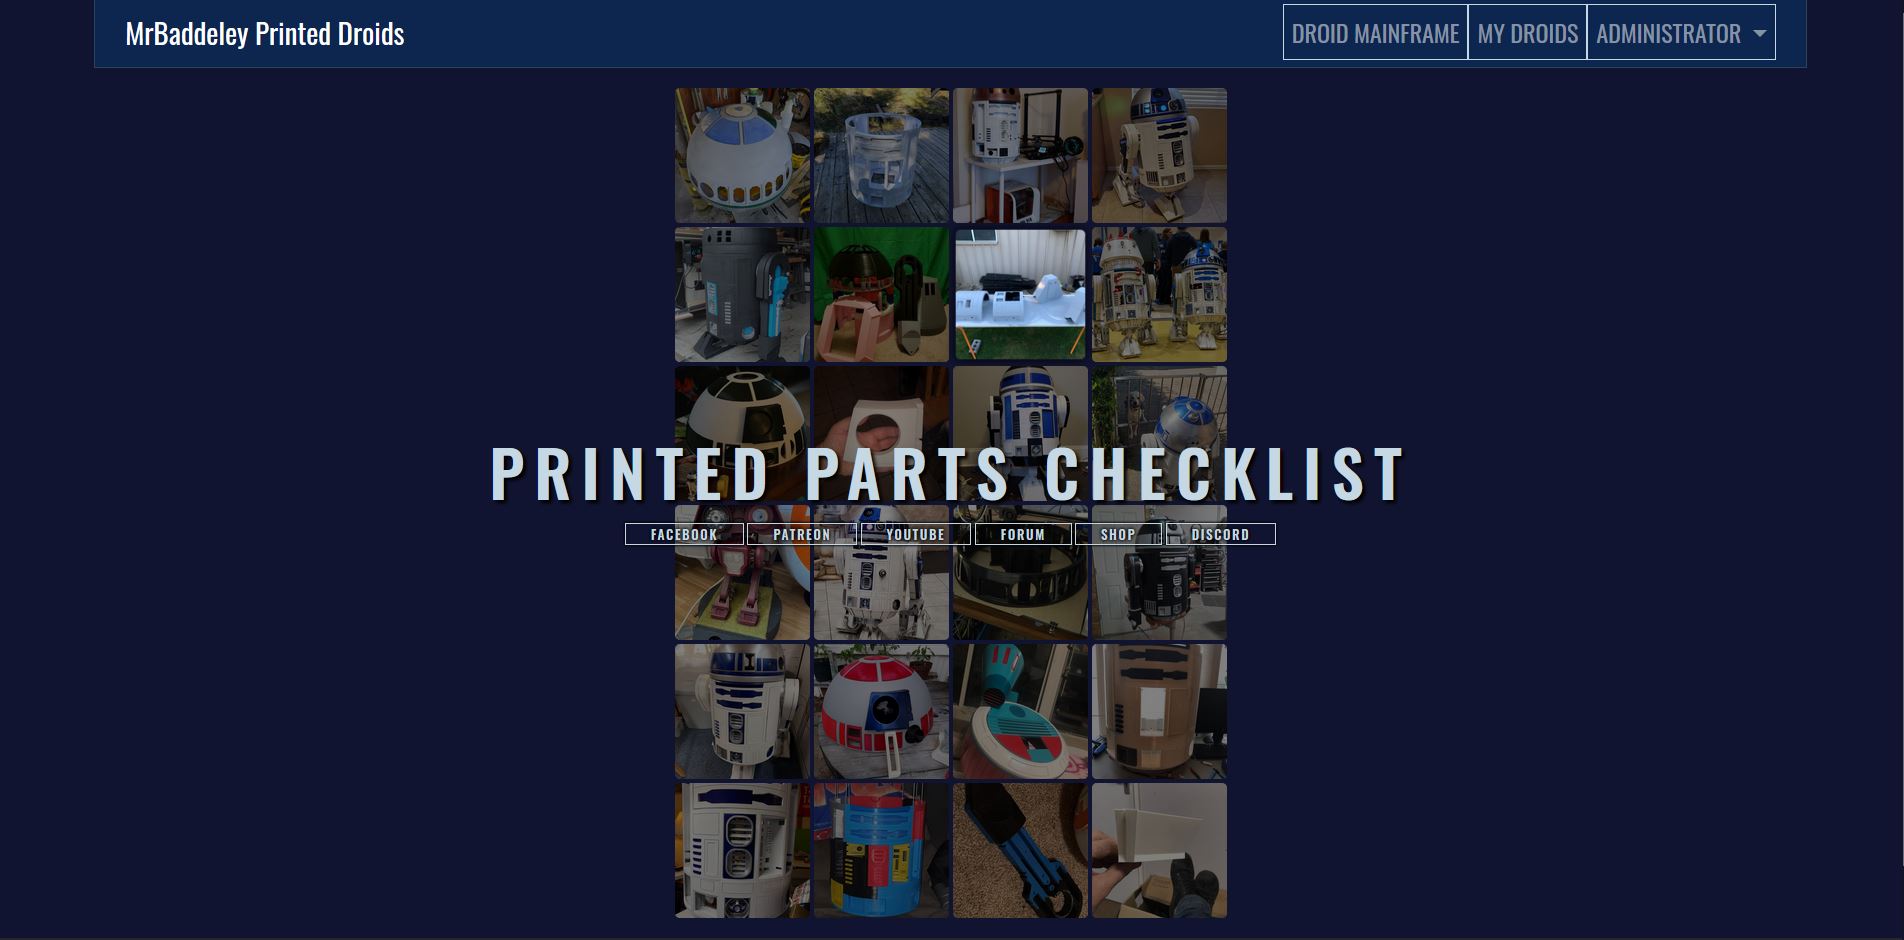 MrBaddeley Printed Droids
DROID MAINFRAME MY DROIDS ADMINISTRATOR
PRINTED PARTS CHECKLIST
FACEBOOK PATREON YOUTUBE FORUM SHOP DISCORD